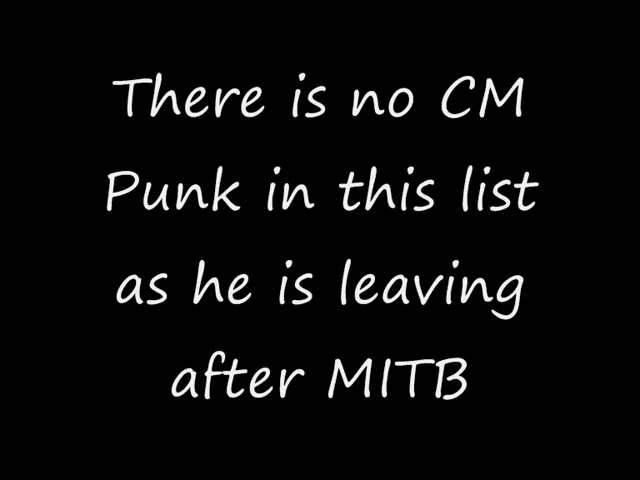 There is no CM
Punk in this list
as he is leaving
after MITB